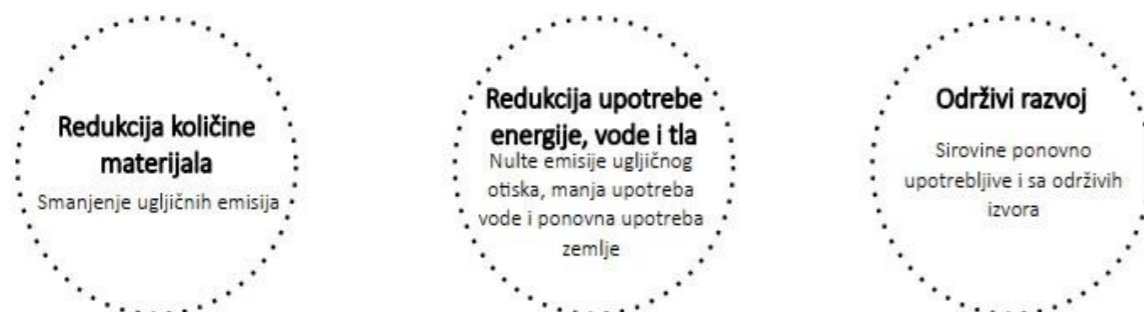 Redukcija količine
materijala
Smanjenje ugljičnih emisija
Redukcija upotrebe
energije, vode i tla
Nulte emisije ugljičnog
otiska, manja upotreba
vode i ponovna upotreba
zemlje
Održivi razvoj
Sirovine ponovno
upotrebljive i sa održivih
izvora